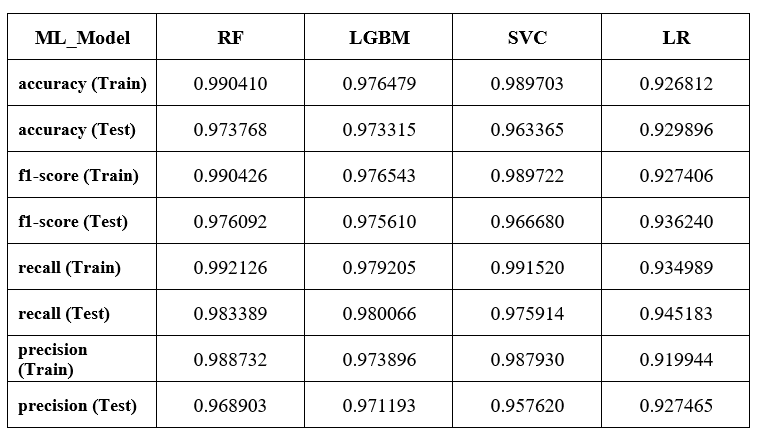 ML_Model RF LGBM SVC LR
accuracy (Train) 0.990410 0.976479 0.989703 0.926812
accuracy (Test) 0.973768 0.973315 0.963365 0.929896
f1-score (Train) 0.990426 0.976543 0.989722 0.927406
f1-score (Test) 0.976092 0.975610 0.966680 0.936240
recall (Train) 0.992126 0.979205 0.991520 0.934989
recall (Test) 0.983389 0.980066 0.975914 0.945183
precision
(Train) 0.988732 0.973896 0.987930 0.919944
precision (Test) 0.968903 0.971193 0.957620 0.927465